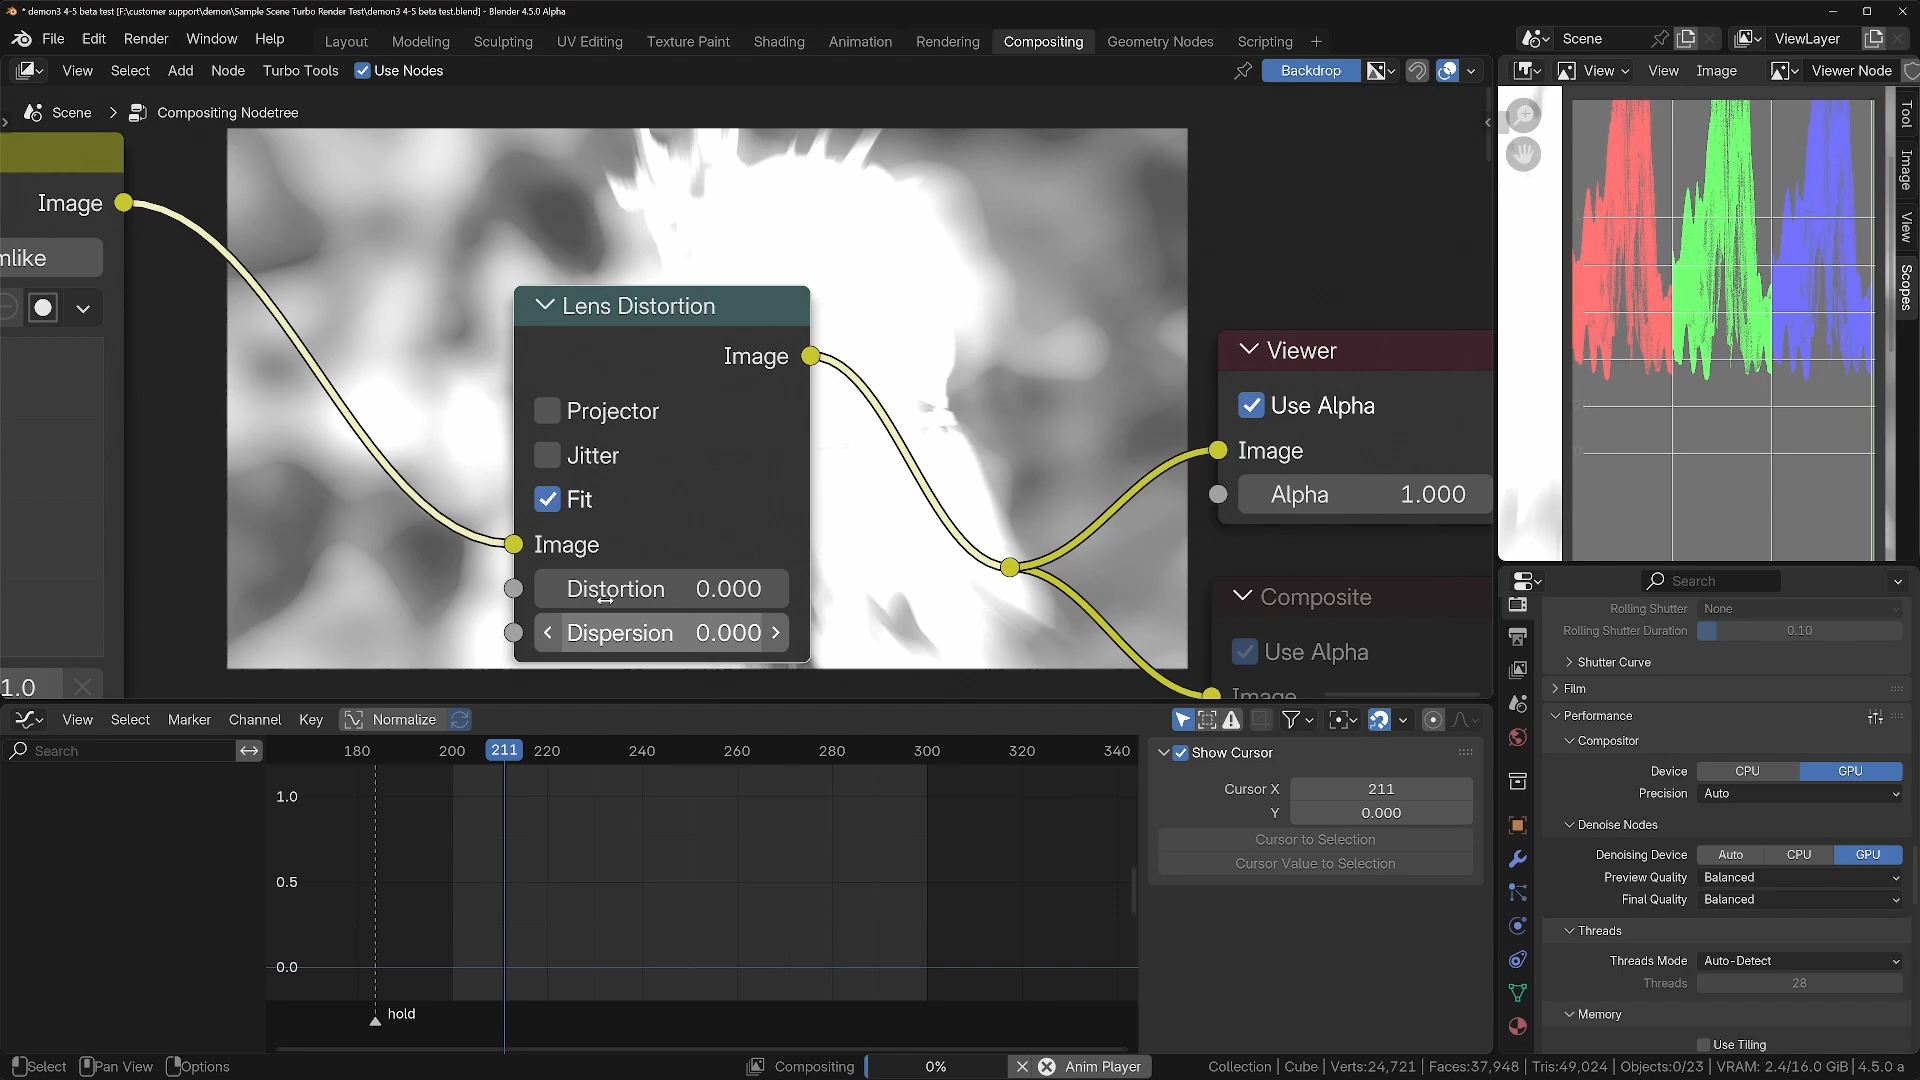 * demon3 4-5 beta test [F:\customer support\demon\Sample Scene Turbo Render Test\demon3 4-5 beta test.blend] - Blender 4.5.0 Alpha
File Edit Render Window Help
Layout Modeling Sculpting UV Editing Texture Paint Shading Animation Rendering Compositing Geometry Nodes Scripting +
Scene
ViewLayer
View Select Add Node Turbo Tools Use Nodes
Backdrop
View View Image Viewer Node
Scene > Compositing Nodetree
Image
mlike
1.0
Lens Distortion
Image
Projector
Jitter
Fit
Image
Distortion 0.000
Dispersion 0.000
Viewer
Use Alpha
Image
Alpha 1.000
Composite
Use Alpha
Image
Tool
Image
View
Scopes
Search
Rolling Shutter None
Rolling Shutter Duration 0.10
Shutter Curve
Film
Performance
Compositor
Device CPU GPU
Precision Auto
Denoise Nodes
Denoising Device Auto CPU GPU
Preview Quality Balanced
Final Quality Balanced
Threads
Threads Mode Auto-Detect
Threads 28
Memory
Use Tiling
View Select Marker Channel Key Normalize
Search
180 200 211 220 240 260 280 300 320 340
1.0
0.5
0.0
hold
Show Cursor
Cursor X 211
Y 0.000
Cursor to Selection
Cursor Value to Selection
Select Pan View Options
Compositing 0% Anim Player
Collection | Cube | Verts:24,721 | Faces:37,948 | Tris:49,024 | Objects:0/23 | VRAM: 2.4/16.0 GiB | 4.5.0 a